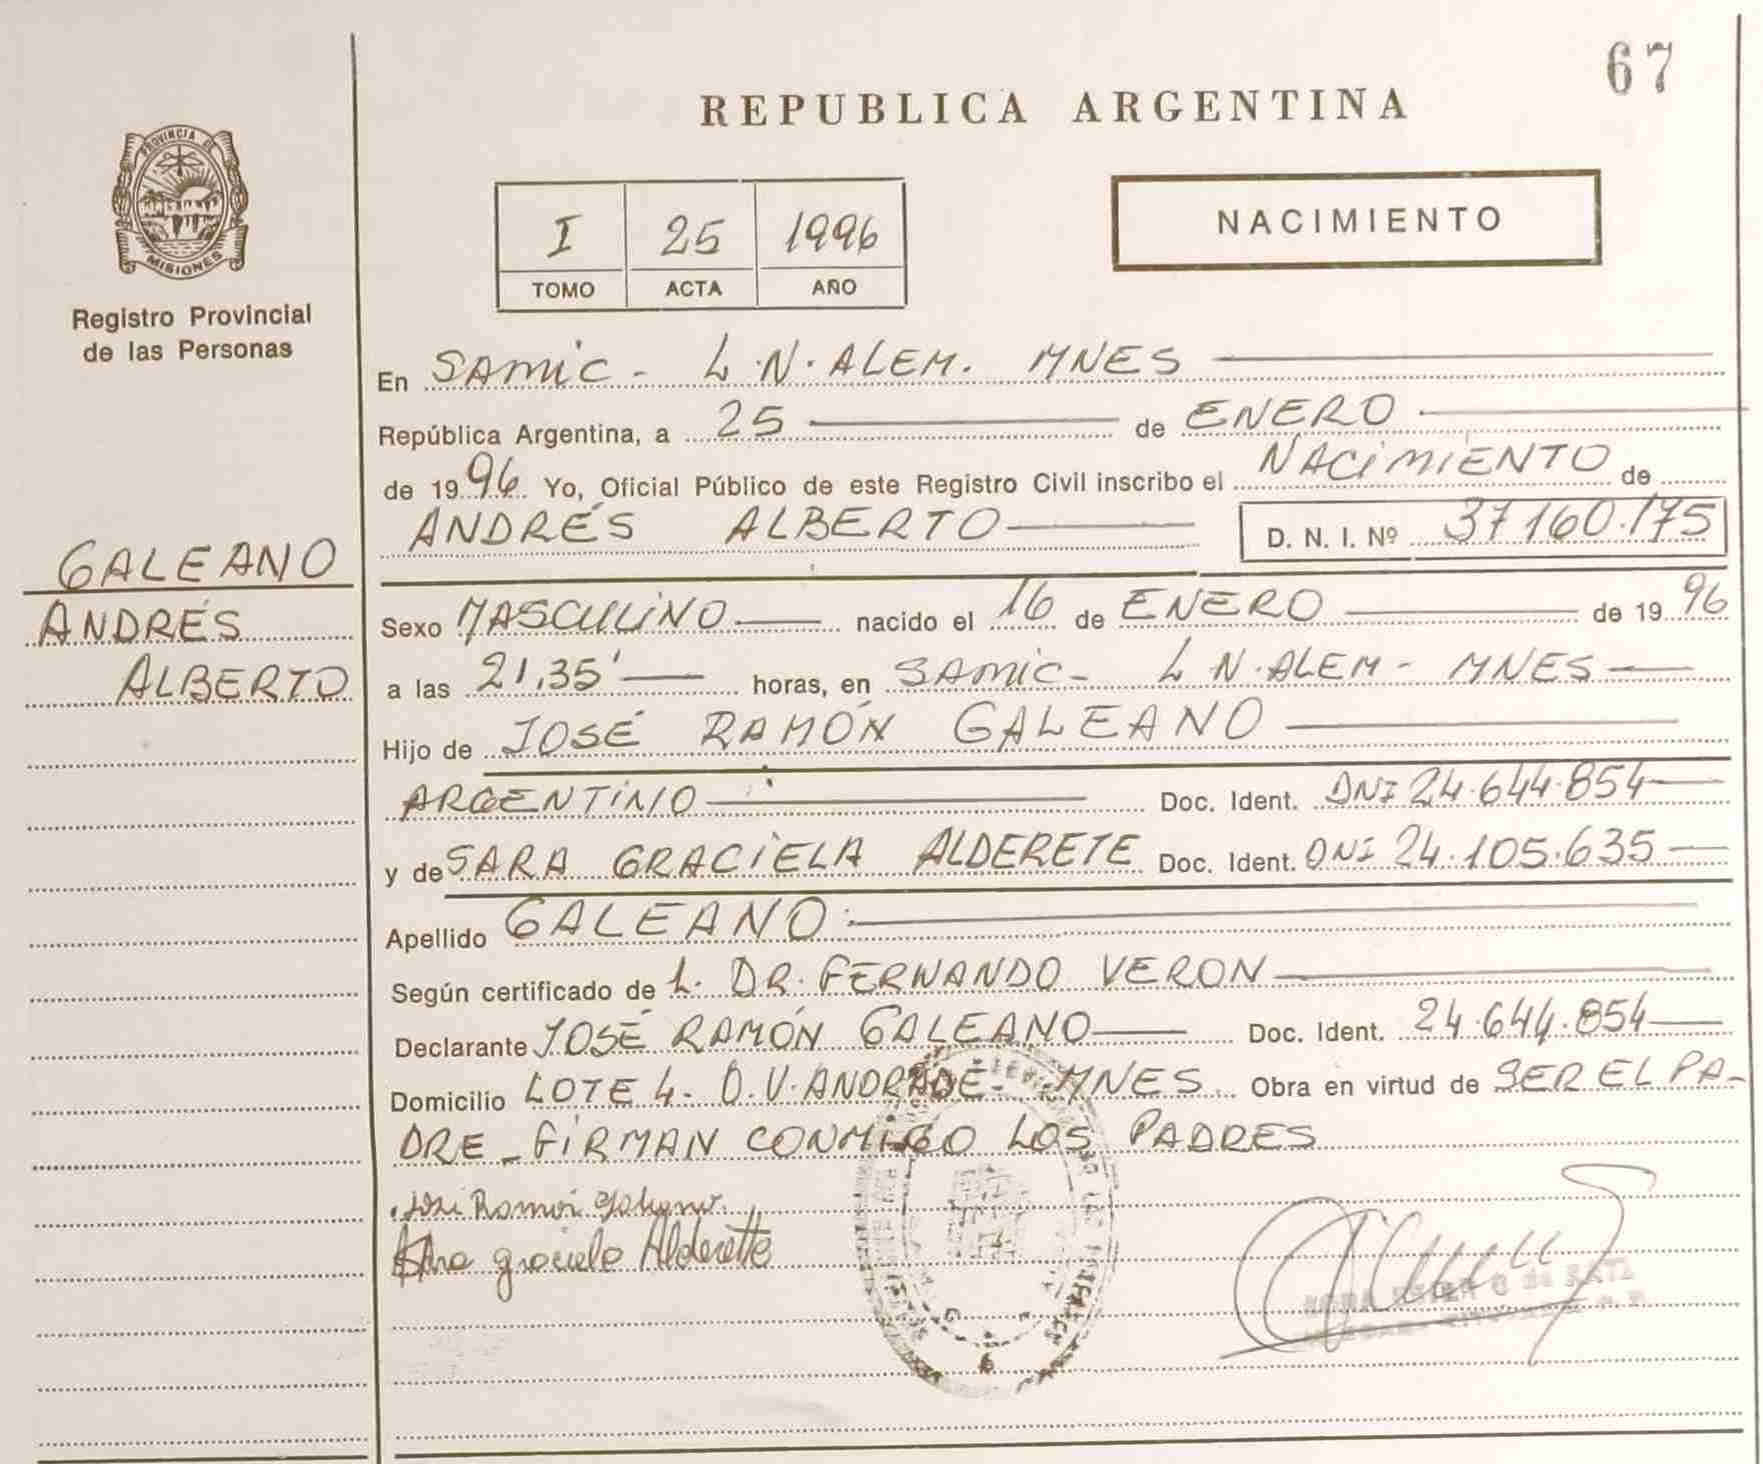 67
REPUBLICA ARGENTINA
PROVINCIA DE
MISIONES
Registro Provincial
de las Personas
I 25 1996
TOMO ACTA AÑO
NACIMIENTO
En SAMIC - L.N. ALEM. MNES
República Argentina, a 25 de ENERO
de 1996 Yo, Oficial Público de este Registro Civil inscribo el NACIMIENTO de
ANDRÉS ALBERTO D. N. I. Nº 37160.175
GALEANO
ANDRÉS
ALBERTO
Sexo MASCULINO nacido el 16 de ENERO de 1996
a las 21,35' horas, en SAMIC - L N. ALEM - MNES
Hijo de JOSÉ RAMÓN GALEANO
ARGENTINO Doc. Ident. DNI 24.644.854
y de SARA GRACIELA ALDERETE Doc. Ident. DNI 24.105.635
Apellido GALEANO
Según certificado de L. DR. FERNANDO VERON
Declarante JOSÉ RAMÓN GALEANO Doc. Ident. 24.644.854
Domicilio LOTE 4. O.V. ANDRADE - MNES. Obra en virtud de SER EL PA-
DRE - FIRMAN CONMIGO LOS PADRES
José Ramón Galeano
Sara graciela Alderette